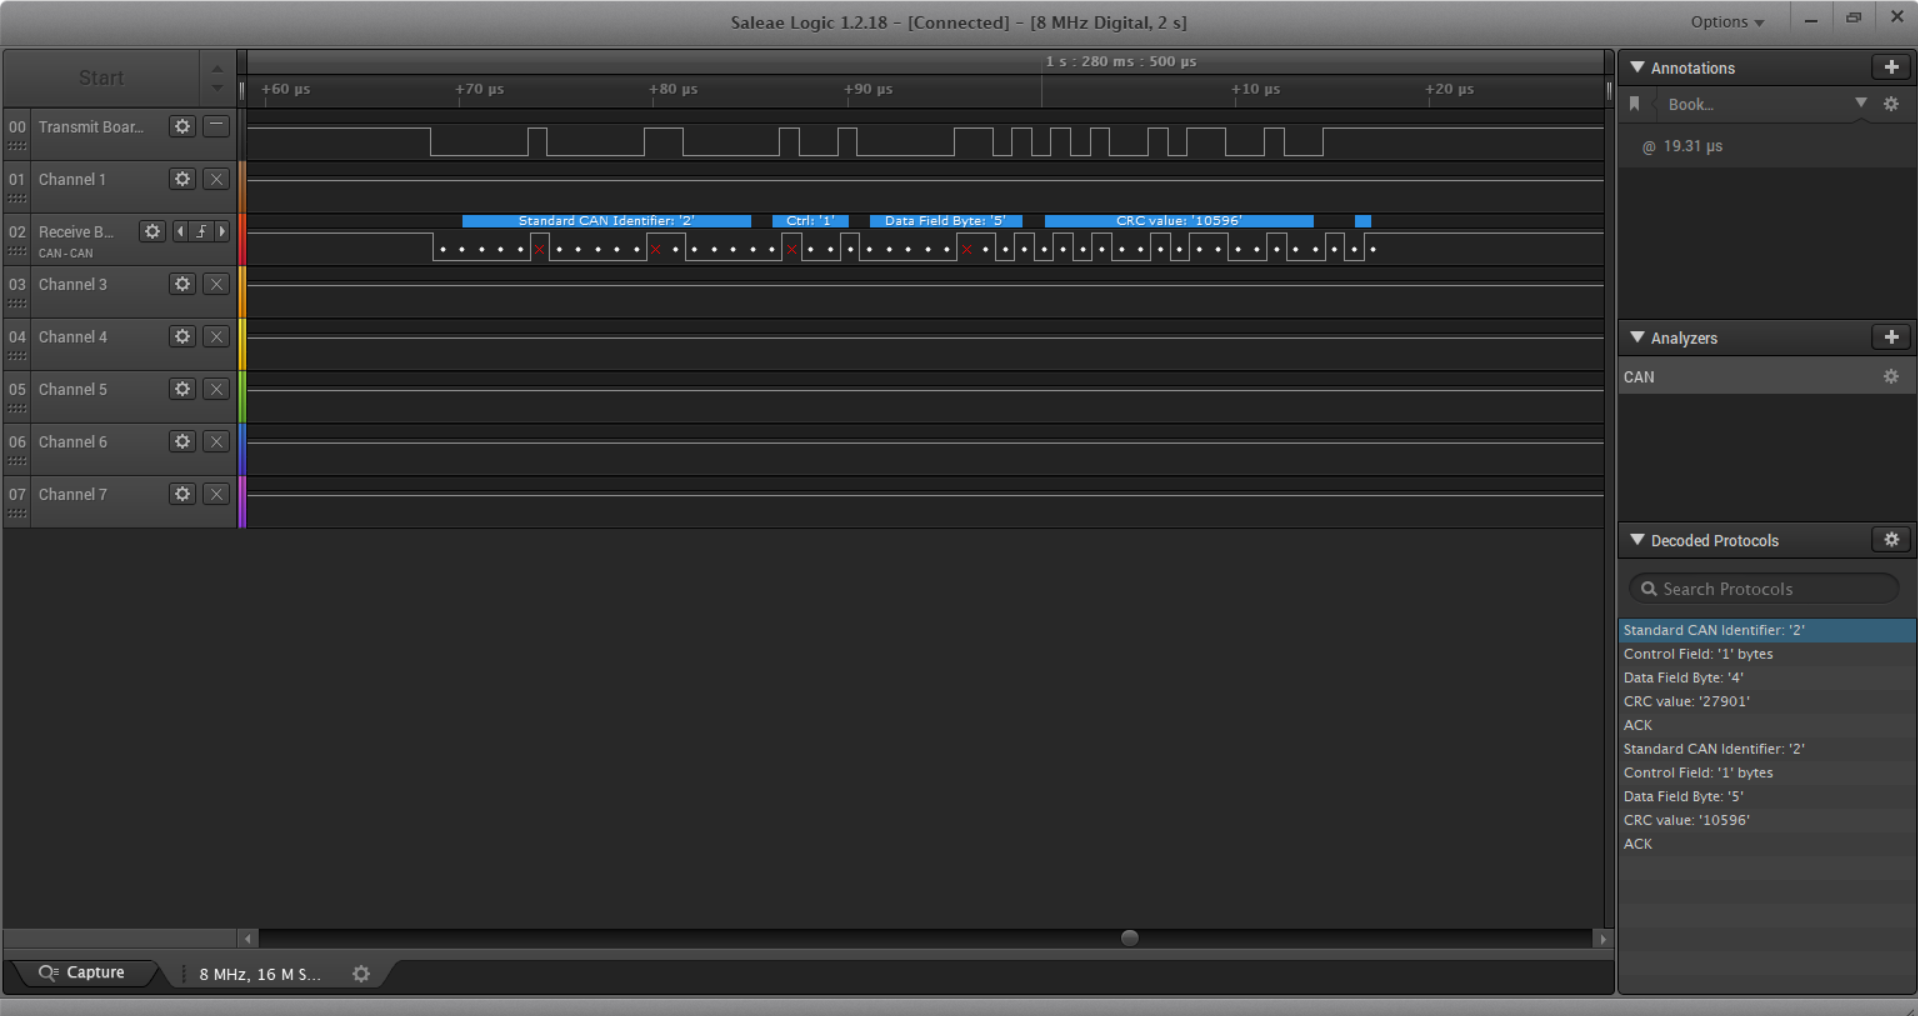 Saleae Logic 1.2.18 - [Connected] - [8 MHz Digital, 2 s]
Options
Start
1 s : 280 ms : 500 µs
+60 µs +70 µs +80 µs +90 µs +10 µs +20 µs
00 Transmit Boar...
01 Channel 1
02 Receive B...
CAN - CAN
Standard CAN Identifier: '2' Ctrl: '1' Data Field Byte: '5' CRC value: '10596'
03 Channel 3
04 Channel 4
05 Channel 5
06 Channel 6
07 Channel 7
Capture
8 MHz, 16 M S...
Annotations
Book...
@ 19.31 µs
Analyzers
CAN
Decoded Protocols
Search Protocols
Standard CAN Identifier: '2'
Control Field: '1' bytes
Data Field Byte: '4'
CRC value: '27901'
ACK
Standard CAN Identifier: '2'
Control Field: '1' bytes
Data Field Byte: '5'
CRC value: '10596'
ACK